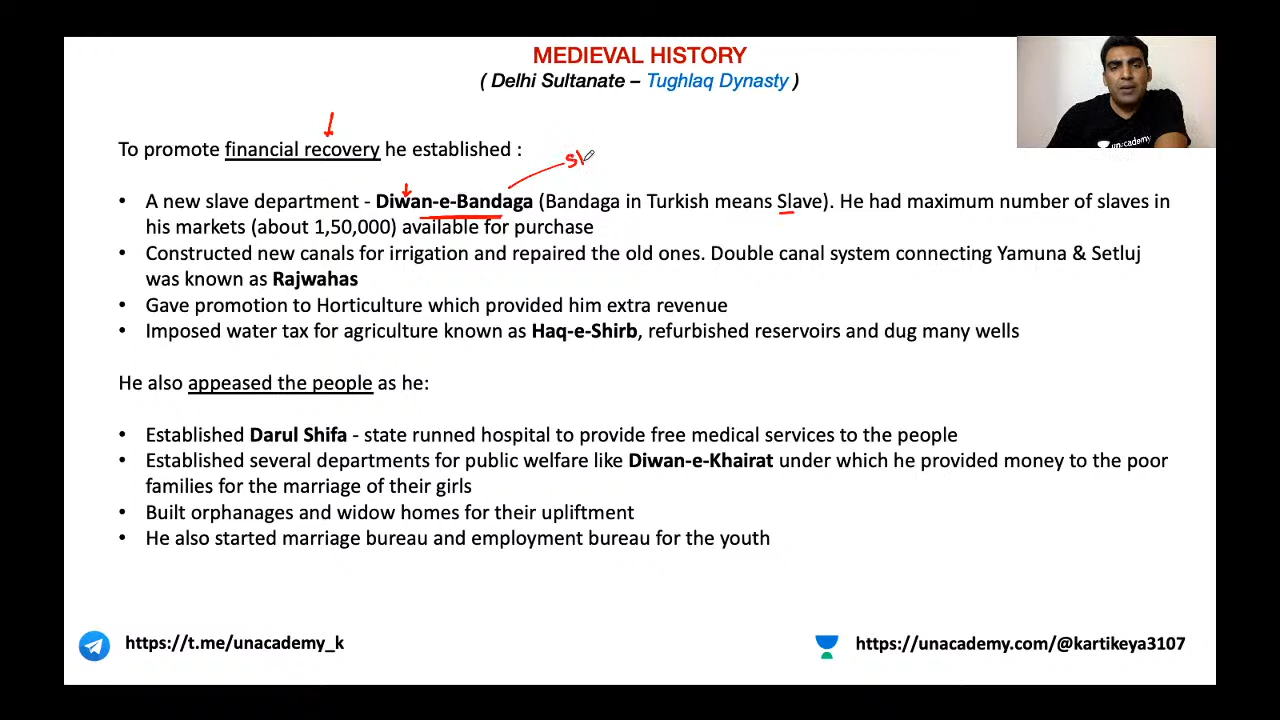 MEDIEVAL HISTORY
( Delhi Sultanate – Tughlaq Dynasty )
unacademy
To promote financial recovery he established :
sl
• A new slave department - Diwan-e-Bandaga (Bandaga in Turkish means Slave). He had maximum number of slaves in
his markets (about 1,50,000) available for purchase
• Constructed new canals for irrigation and repaired the old ones. Double canal system connecting Yamuna & Setluj
was known as Rajwahas
• Gave promotion to Horticulture which provided him extra revenue
• Imposed water tax for agriculture known as Haq-e-Shirb, refurbished reservoirs and dug many wells
He also appeased the people as he:
• Established Darul Shifa - state runned hospital to provide free medical services to the people
• Established several departments for public welfare like Diwan-e-Khairat under which he provided money to the poor
families for the marriage of their girls
• Built orphanages and widow homes for their upliftment
• He also started marriage bureau and employment bureau for the youth
https://t.me/unacademy_k
https://unacademy.com/@kartikeya3107